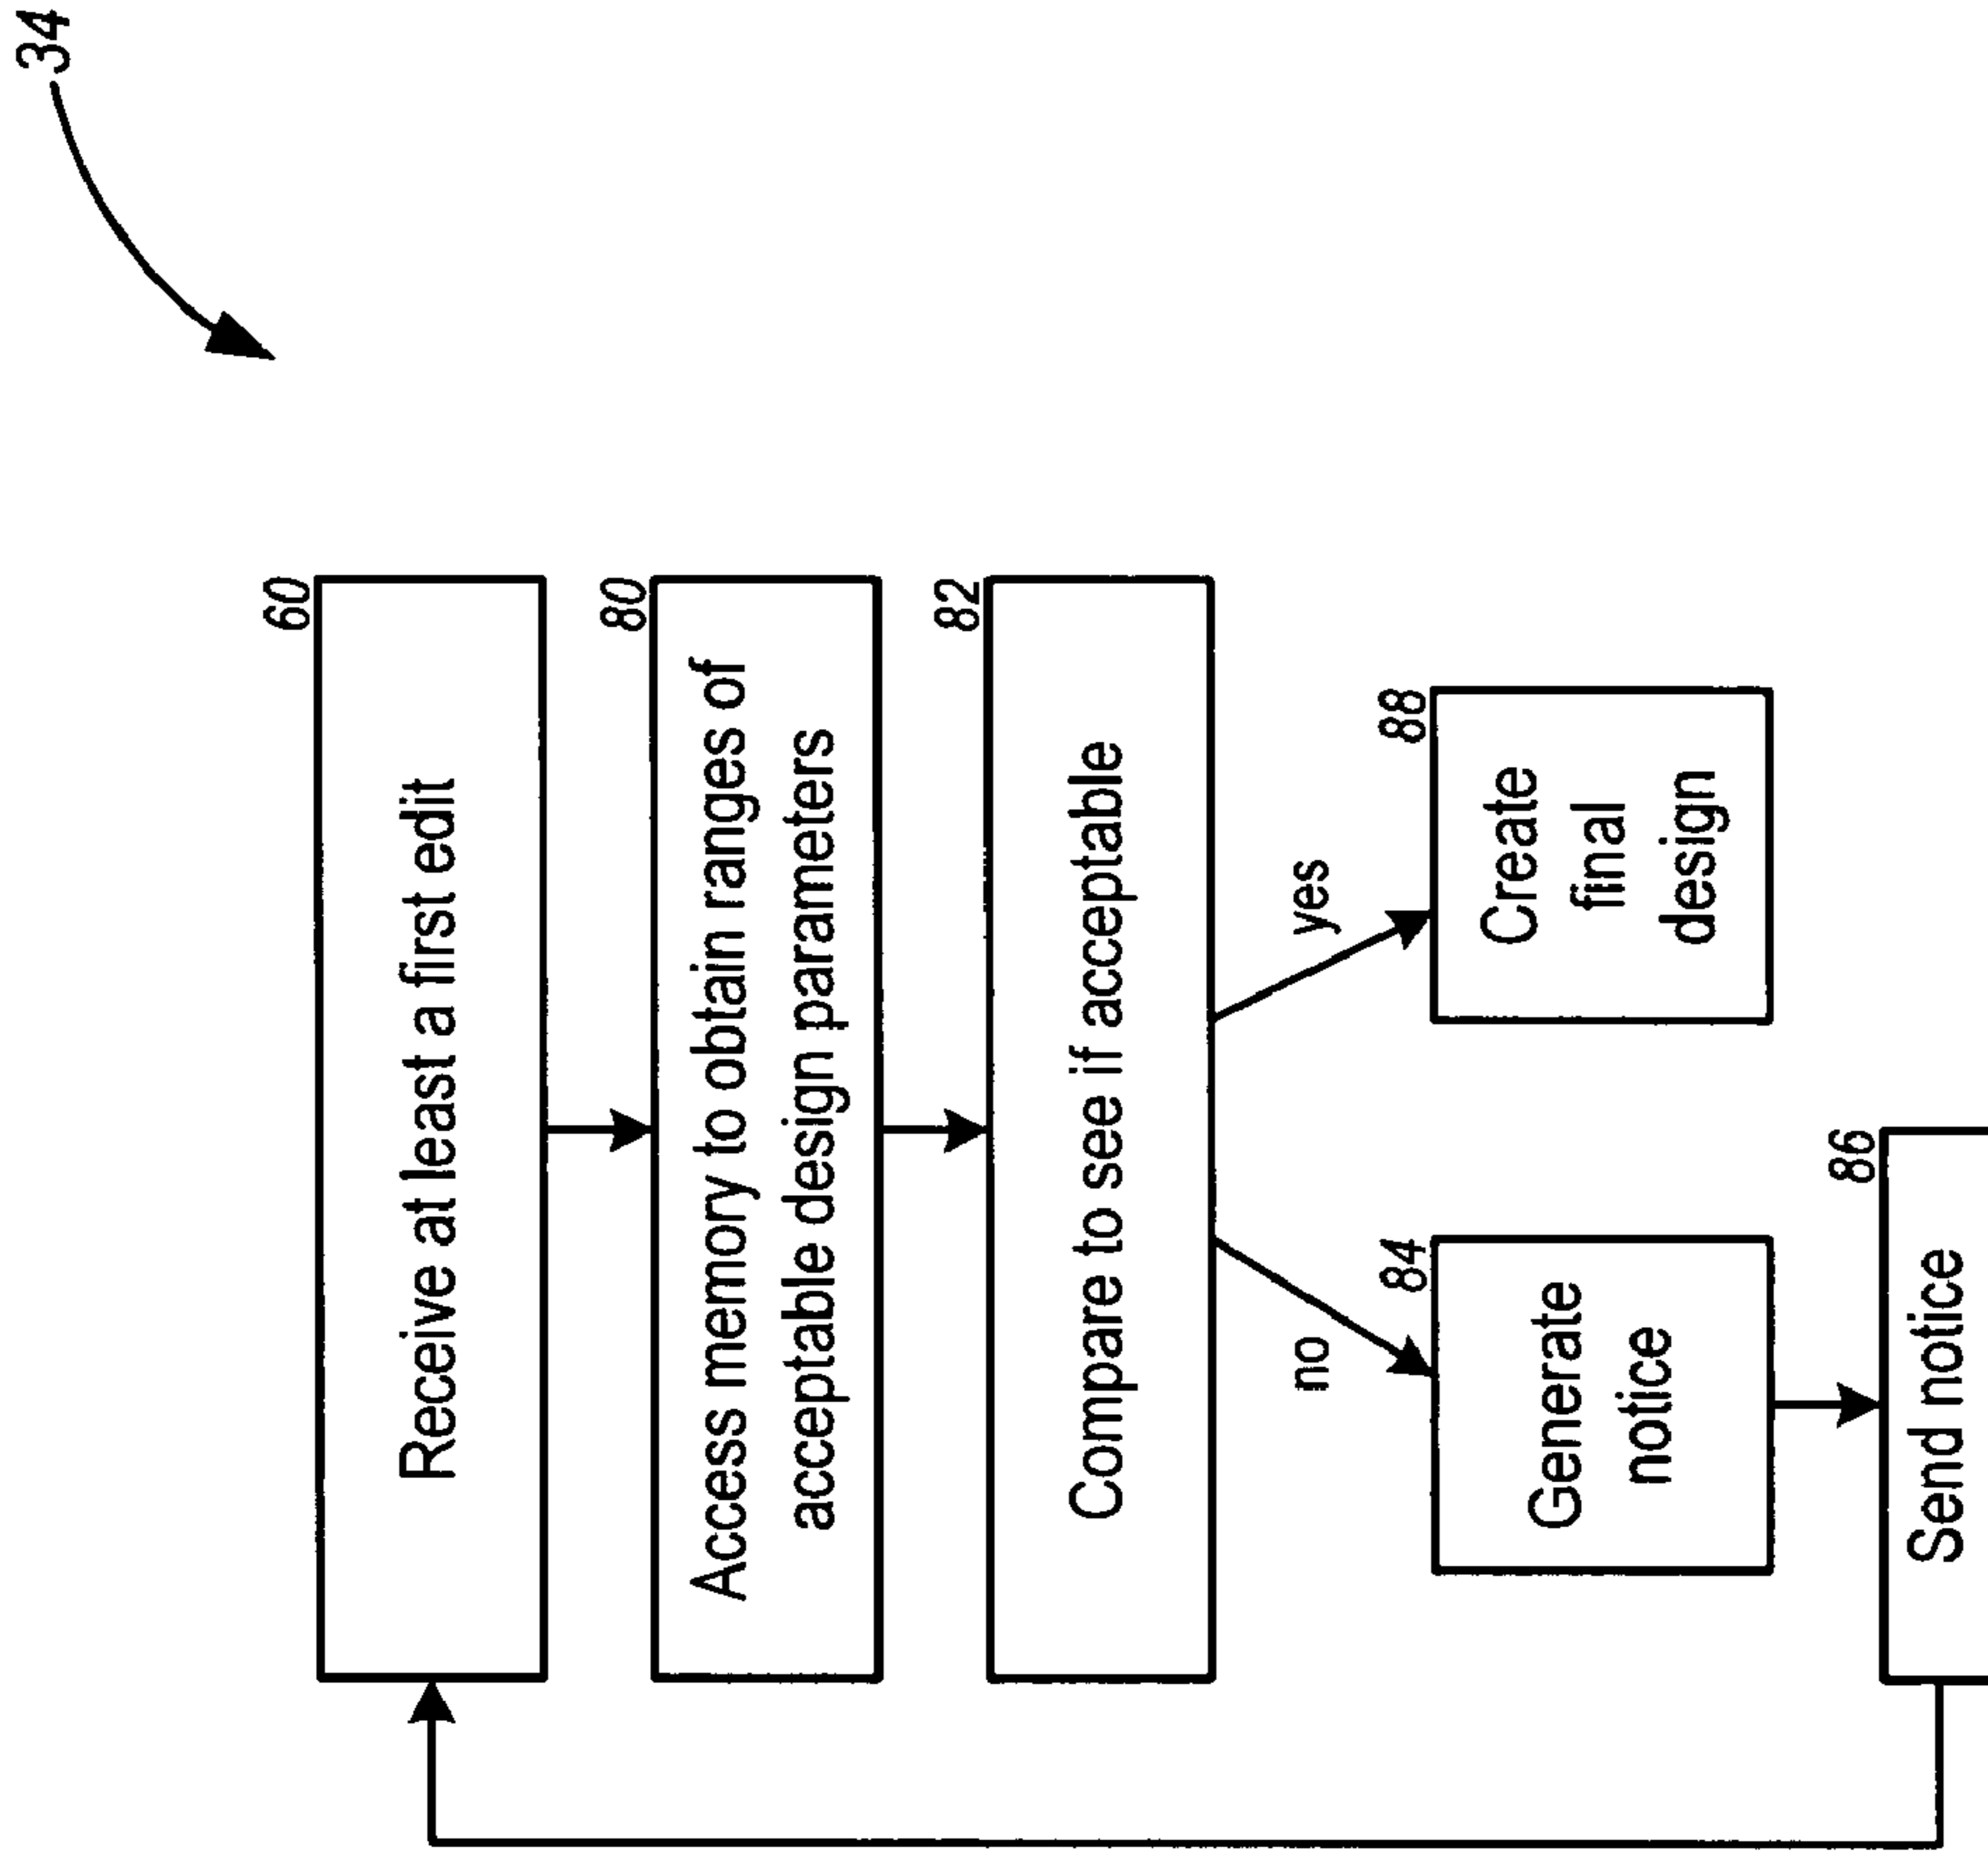 34
60
Receive at least a first edit
80
Access memory to obtain ranges of
acceptable design parameters
82
Compare to see if acceptable
no
yes
84
Generate
notice
88
Create
final
design
86
Send notice